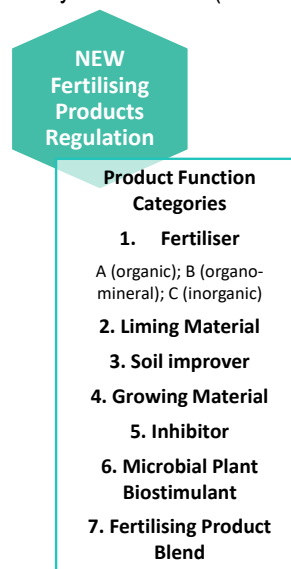 NEW
Fertilising
Products
Regulation
Product Function
Categories
1. Fertiliser
A (organic); B (organo-
mineral); C (inorganic)
2. Liming Material
3. Soil improver
4. Growing Material
5. Inhibitor
6. Microbial Plant
Biostimulant
7. Fertilising Product
Blend